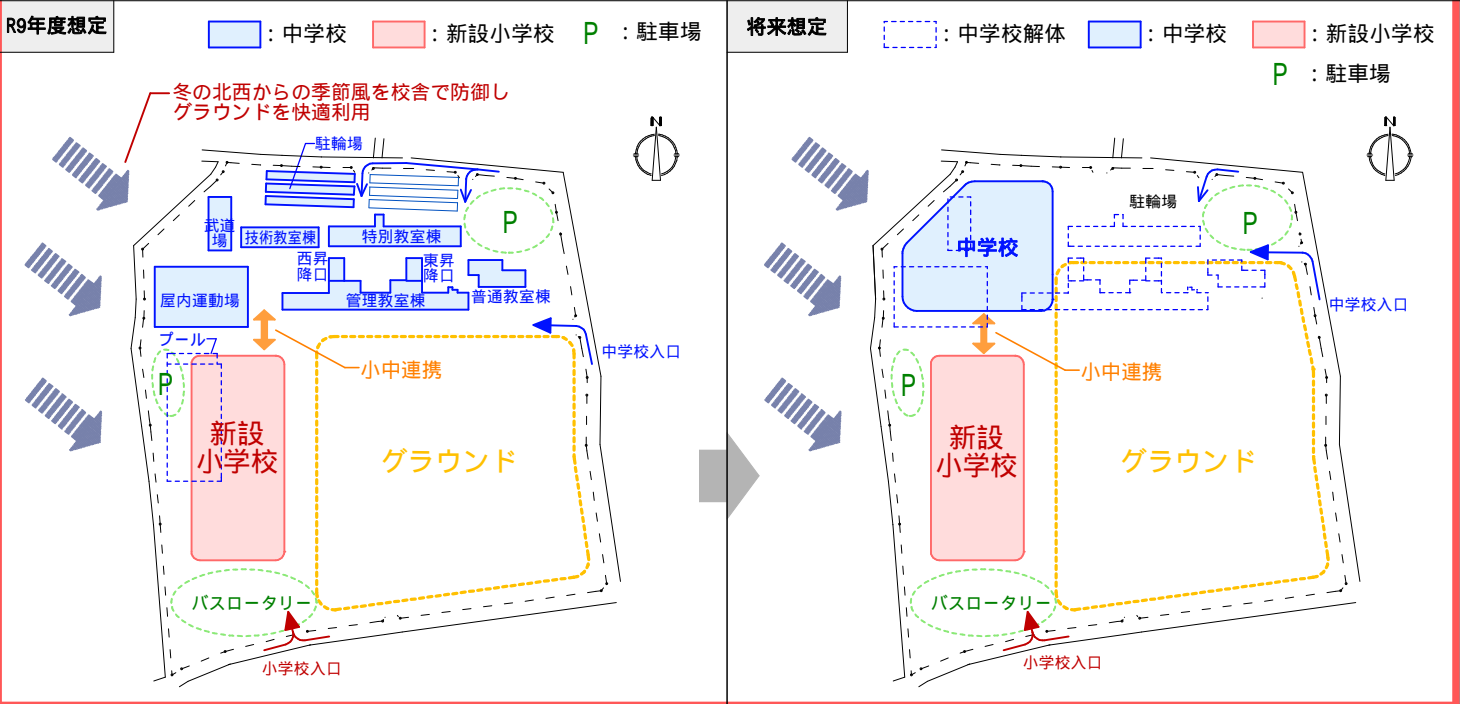 R9年度想定
：中学校
：新設小学校
P ：駐車場
冬の北西からの季節風を校舎で防御し
グラウンドを快適利用
N
駐輪場
P
武道
場
技術教室棟
特別教室棟
西昇
降口
東昇
降口
屋内運動場
管理教室棟
普通教室棟
プール
中学校入口
小中連携
P
新設
小学校
グラウンド
バスロータリー
小学校入口
将来想定
：中学校解体
：中学校
：新設小学校
P ：駐車場
N
駐輪場
P
中学校
中学校入口
小中連携
P
新設
小学校
グラウンド
バスロータリー
小学校入口